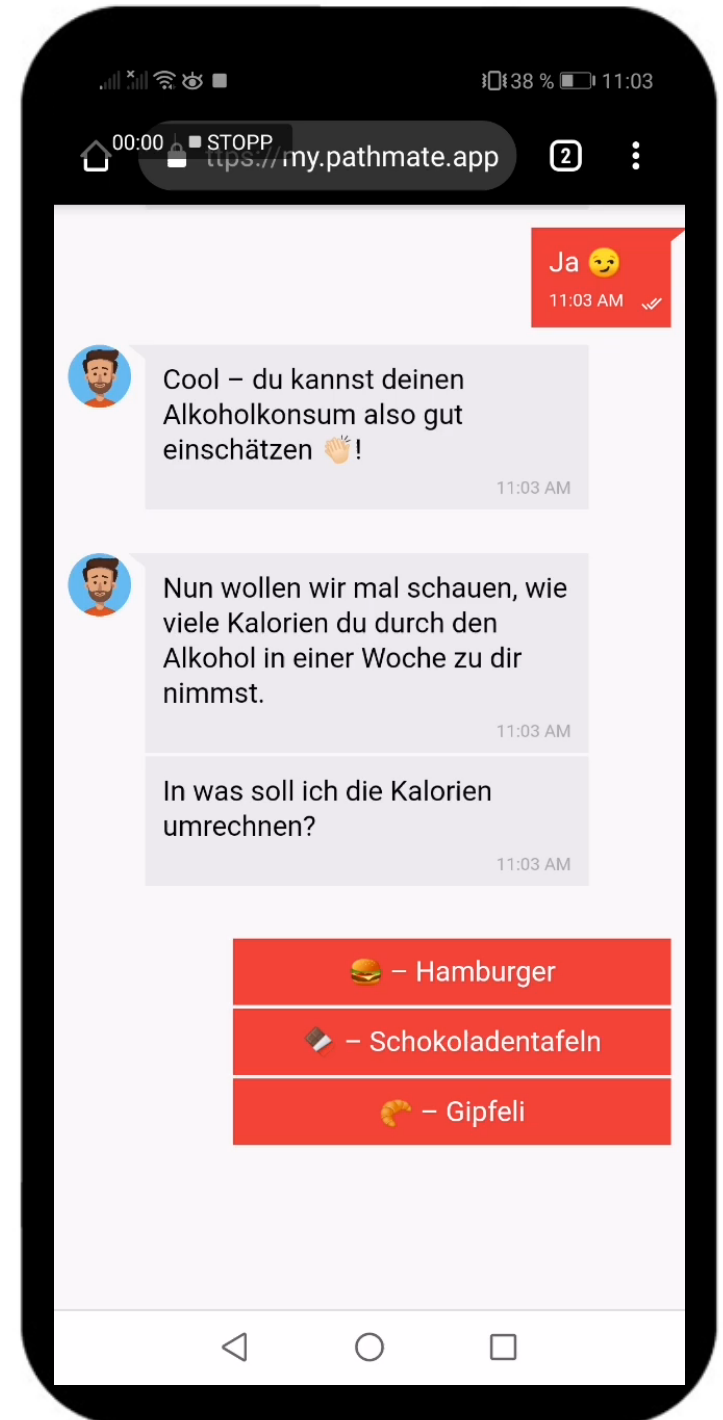 38 % 11:03
00:00 STOPP
ttps://my.pathmate.app
2
Ja 😏
11:03 AM
Cool – du kannst deinen
Alkoholkonsum also gut
einschätzen 👏🏻!
11:03 AM
Nun wollen wir mal schauen, wie
viele Kalorien du durch den
Alkohol in einer Woche zu dir
nimmst.
11:03 AM
In was soll ich die Kalorien
umrechnen?
11:03 AM
🍔 – Hamburger
🍫 – Schokoladentafeln
🥐 – Gipfeli